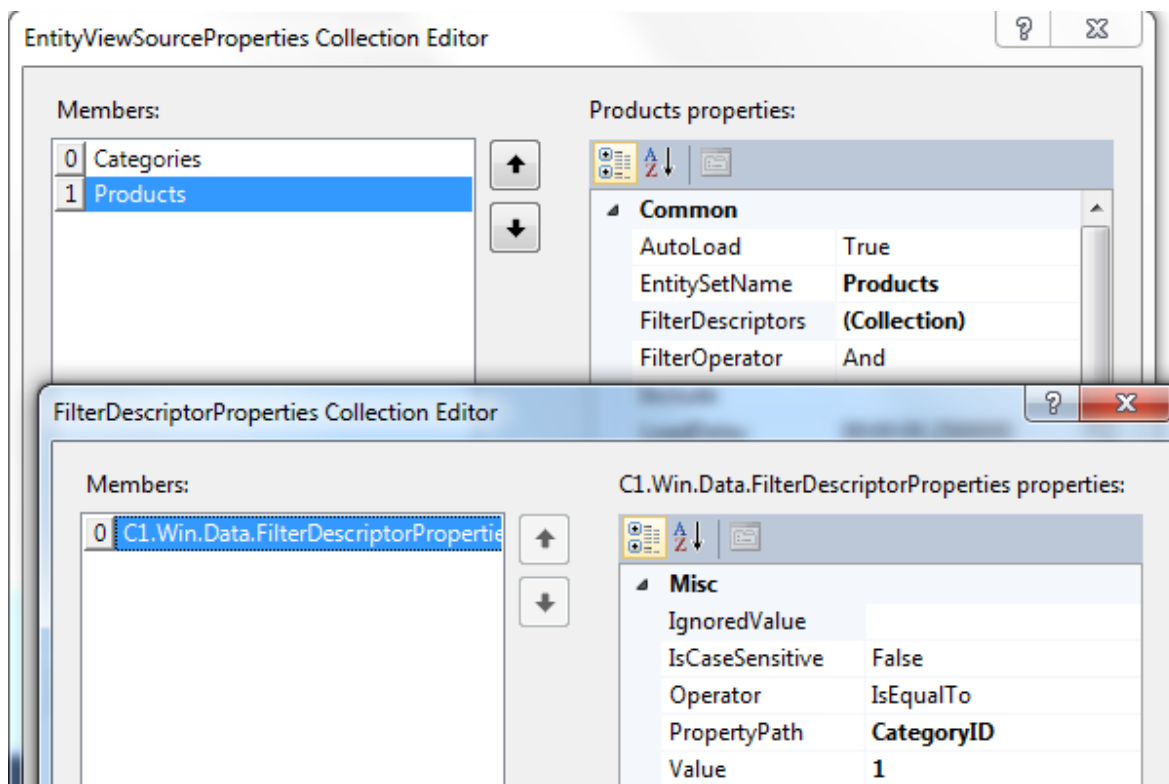 EntityViewSourceProperties Collection Editor
Members:
Products properties:
0 Categories
1 Products
Common
AutoLoad True
EntitySetName Products
FilterDescriptors (Collection)
FilterOperator And
FilterDescriptorProperties Collection Editor
Members:
C1.Win.Data.FilterDescriptorProperties properties:
0 C1.Win.Data.FilterDescriptorPropertie
Misc
IgnoredValue
IsCaseSensitive False
Operator IsEqualTo
PropertyPath CategoryID
Value 1